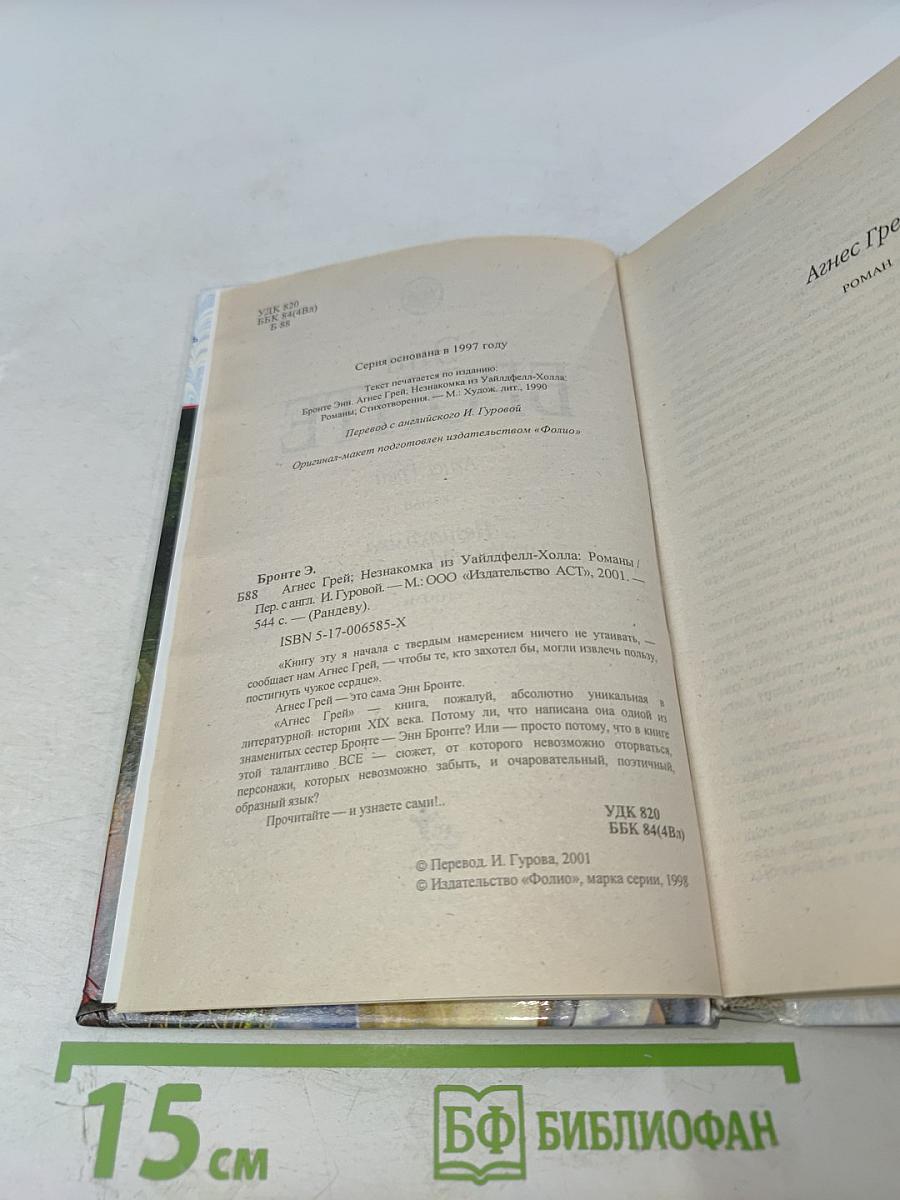 УДК 820
ББК 84(4Вл)
Б 88
Серия основана в 1997 году
Текст печатается по изданию:
Бронте Энн. Агнес Грей; Незнакомка из Уайлдфелл-Холла:
Романы; Стихотворения. — М.: Худож. лит., 1990
Перевод с английского И. Гуровой
Оригинал-макет подготовлен издательством «Фолио»
Бронте Э.
Б88 Агнес Грей; Незнакомка из Уайлдфелл-Холла: Романы /
Пер. с англ. И. Гуровой. — М.: ООО «Издательство АСТ», 2001. —
544 с. — (Рандеву).
ISBN 5-17-006585-X
«Книгу эту я начала с твердым намерением ничего не утаивать, —
сообщает нам Агнес Грей, — чтобы те, кто захотел бы, могли извлечь пользу,
постигнуть чужое сердце».
Агнес Грей — это сама Энн Бронте.
«Агнес Грей» — книга, пожалуй, абсолютно уникальная в
литературной истории XIX века. Потому ли, что написана она одной из
знаменитых сестер Бронте — Энн Бронте? Или — просто потому, что в книге
этой талантливо ВСЕ — сюжет, от которого невозможно оторваться,
персонажи, которых невозможно забыть, и очаровательный, поэтичный,
образный язык?
Прочитайте — и узнаете сами!..
УДК 820
ББК 84(4Вл)
© Перевод. И. Гурова, 2001
© Издательство «Фолио», марка серии, 1998
Агнес Гре
РОМАН
15 см
БФ БИБЛИОФАН